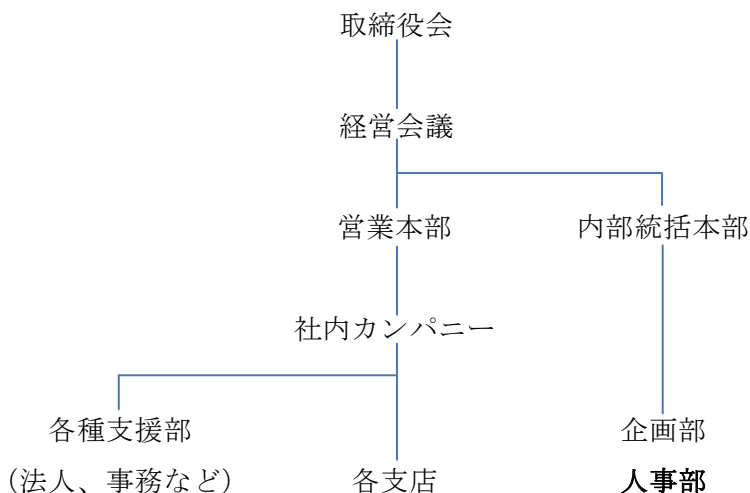 取締役会
経営会議
営業本部
内部統括本部
社内カンパニー
各種支援部
企画部
(法人、事務など)
各支店
人事部